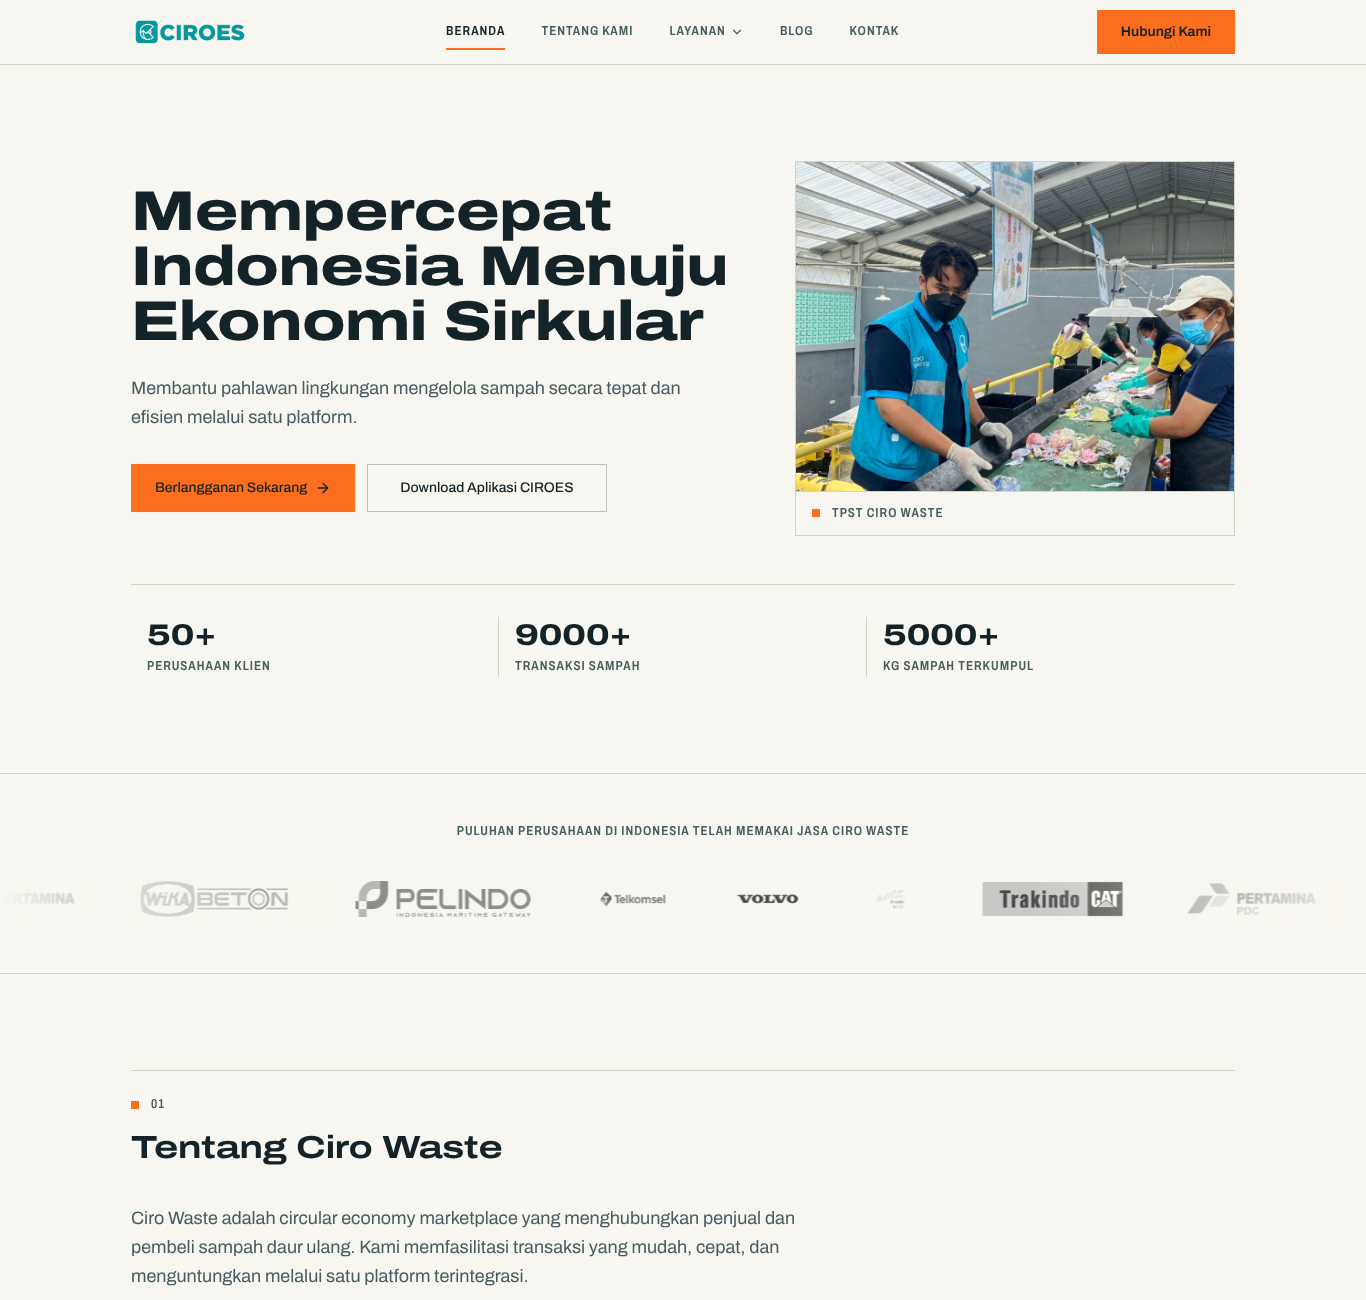 CIROES
BERANDA
TENTANG KAMI
LAYANAN
BLOG
KONTAK
Hubungi Kami
Mempercepat
Indonesia Menuju
Ekonomi Sirkular
Membantu pahlawan lingkungan mengelola sampah secara tepat dan
efisien melalui satu platform.
Berlangganan Sekarang
Download Aplikasi CIROES
TPST CIRO WASTE
50+
PERUSAHAAN KLIEN
9000+
TRANSAKSI SAMPAH
5000+
KG SAMPAH TERKUMPUL
PULUHAN PERUSAHAAN DI INDONESIA TELAH MEMAKAI JASA CIRO WASTE
ERTAMINA
WIKA BETON
PELINDO
INDONESIA MARITIME GATEWAY
Telkomsel
VOLVO
Trakindo CAT
PERTAMINA
PDC
01
Tentang Ciro Waste
Ciro Waste adalah circular economy marketplace yang menghubungkan penjual dan
pembeli sampah daur ulang. Kami memfasilitasi transaksi yang mudah, cepat, dan
menguntungkan melalui satu platform terintegrasi.